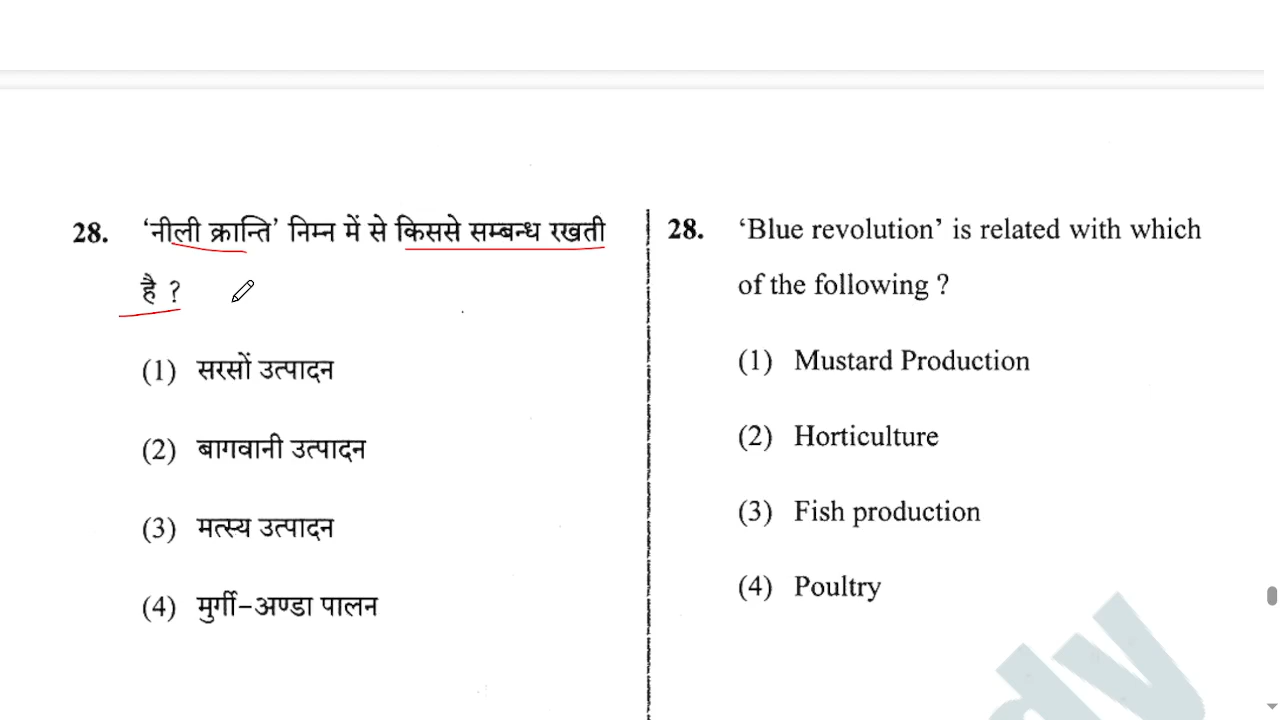 28. ‘नीली क्रान्ति’ निम्न में से किससे सम्बन्ध रखती
है ?
(1) सरसों उत्पादन
(2) बागवानी उत्पादन
(3) मत्स्य उत्पादन
(4) मुर्गी-अण्डा पालन
28. ‘Blue revolution’ is related with which
of the following ?
(1) Mustard Production
(2) Horticulture
(3) Fish production
(4) Poultry